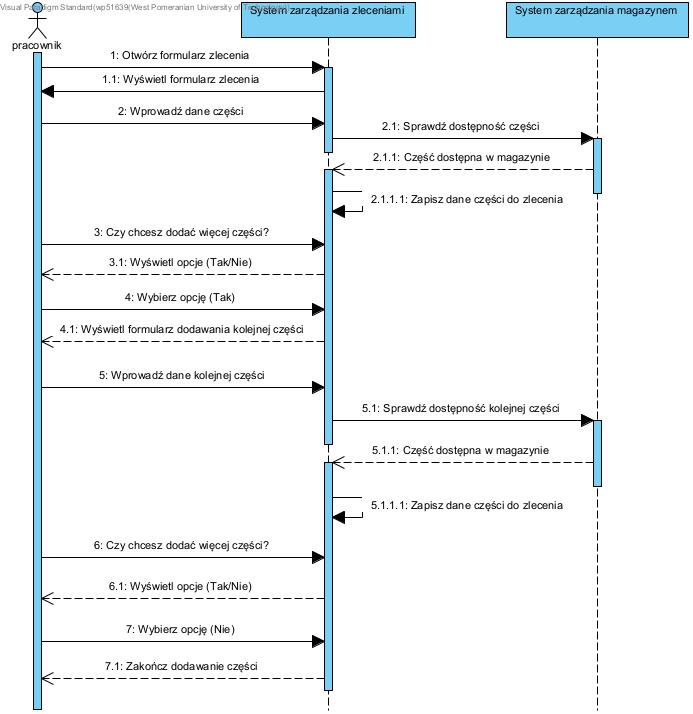 Visual Paradigm Standard(wp51639(West Pomeranian University of
System zarządzania zleceniami
System zarządzania magazynem
pracownik
1: Otwórz formularz zlecenia
1.1: Wyświetl formularz zlecenia
2: Wprowadź dane części
2.1: Sprawdź dostępność części
2.1.1: Część dostępna w magazynie
2.1.1.1: Zapisz dane części do zlecenia
3: Czy chcesz dodać więcej części?
3.1: Wyświetl opcje (Tak/Nie)
4: Wybierz opcję (Tak)
4.1: Wyświetl formularz dodawania kolejnej części
5: Wprowadź dane kolejnej części
5.1: Sprawdź dostępność kolejnej części
5.1.1: Część dostępna w magazynie
5.1.1.1: Zapisz dane części do zlecenia
6: Czy chcesz dodać więcej części?
6.1: Wyświetl opcje (Tak/Nie)
7: Wybierz opcję (Nie)
7.1: Zakończ dodawanie części